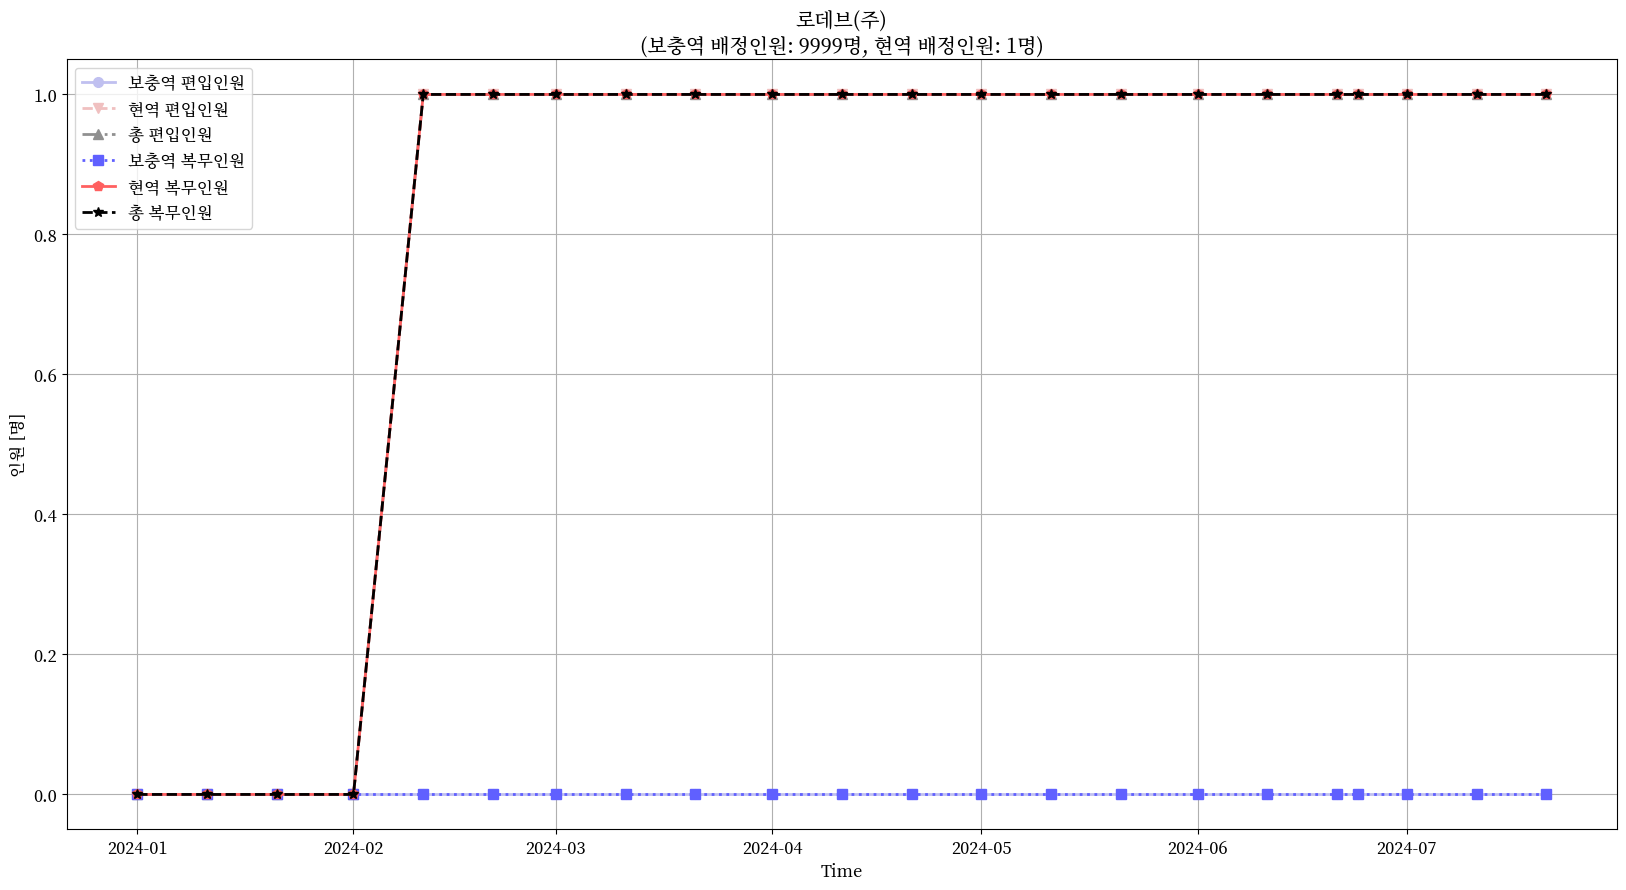 로데브(주)
(보충역 배정인원: 9999명, 현역 배정인원: 1명)
보충역 편입인원
현역 편입인원
총 편입인원
보충역 복무인원
현역 복무인원
총 복무인원
1.0
0.8
0.6
0.4
0.2
0.0
인원 [명]
2024-01
2024-02
2024-03
2024-04
2024-05
2024-06
2024-07
Time